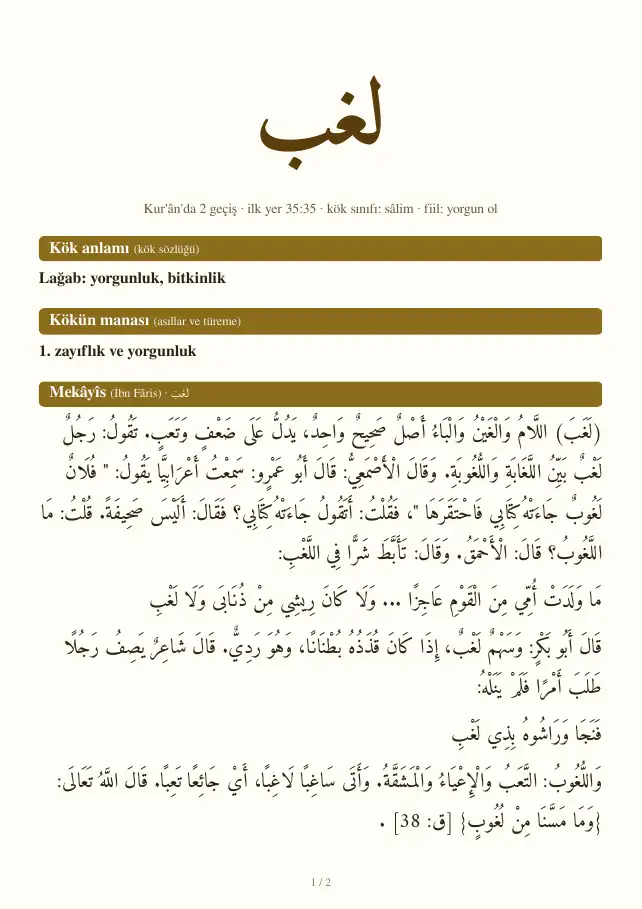 لغب
Kur'ân'da 2 geçiş · ilk yer 35:35 · kök sınıfı: sâlim · fiil: yorgun ol
Kök anlamı (kök sözlüğü)
Lağab: yorgunluk, bitkinlik
Kökün manası (asıllar ve türeme)
1. zayıflık ve yorgunluk
Mekâyîs (İbn Fâris) · لغب
(لَغَبَ) اللَّامُ وَالْغَيْنُ وَالْبَاءُ أَصْلٌ صَحِيحٌ وَاحِدٌ، يَدُلُّ عَلَى ضَعْفٍ وَتَعَبٍ. تَقُولُ: رَجُلٌ
لَغْبٌ بَيِّنُ اللَّغَابَةِ وَاللُّغُوبَةِ. وَقَالَ الْأَصْمَعِيُّ: قَالَ أَبُو عَمْرٍو: سَمِعْتُ أَعْرَابِيًّا يَقُولُ: " فُلَانٌ
لَغُوبٌ جَاءَتْهُ كِتَابِي فَاحْتَقَرَهَا "، فَقُلْتُ: أَتَقُولُ جَاءَتْهُ كِتَابِي؟ فَقَالَ: أَلَيْسَ صَحِيفَةً. قُلْتُ: مَا
اللَّغُوبُ؟ قَالَ: الْأَحْمَقُ. وَقَالَ: تَأَبَّطَ شَرًّا فِي اللَّغْبِ:
مَا وَلَدَتْ أُمِّي مِنَ الْقَوْمِ عَاجِزًا ... وَلَا كَانَ رِيشِي مِنْ ذُنَابَى وَلَا لَغْبِ
قَالَ أَبُو بَكْرٍ: وَسَهْمٌ لَغْبٌ، إِذَا كَانَ قُذَذُهُ بُطْنَانًا، وَهُوَ رَدِيٌّ. قَالَ شَاعِرٌ يَصِفُ رَجُلًا
طَلَبَ أَمْرًا فَلَمْ يَنَلْهُ:
فَنَجَا وَرَاشُوهُ بِذِي لَغْبِ
وَاللُّغُوبُ: التَّعَبُ وَالْإِعْيَاءُ وَالْمَشَقَّةُ. وَأَتَى سَاغِبًا لَاغِبًا، أَيْ جَائِعًا تَعِبًا. قَالَ اللَّهُ تَعَالَى:
{وَمَا مَسَّنَا مِنْ لُغُوبٍ} [ق: 38] .
1 / 2